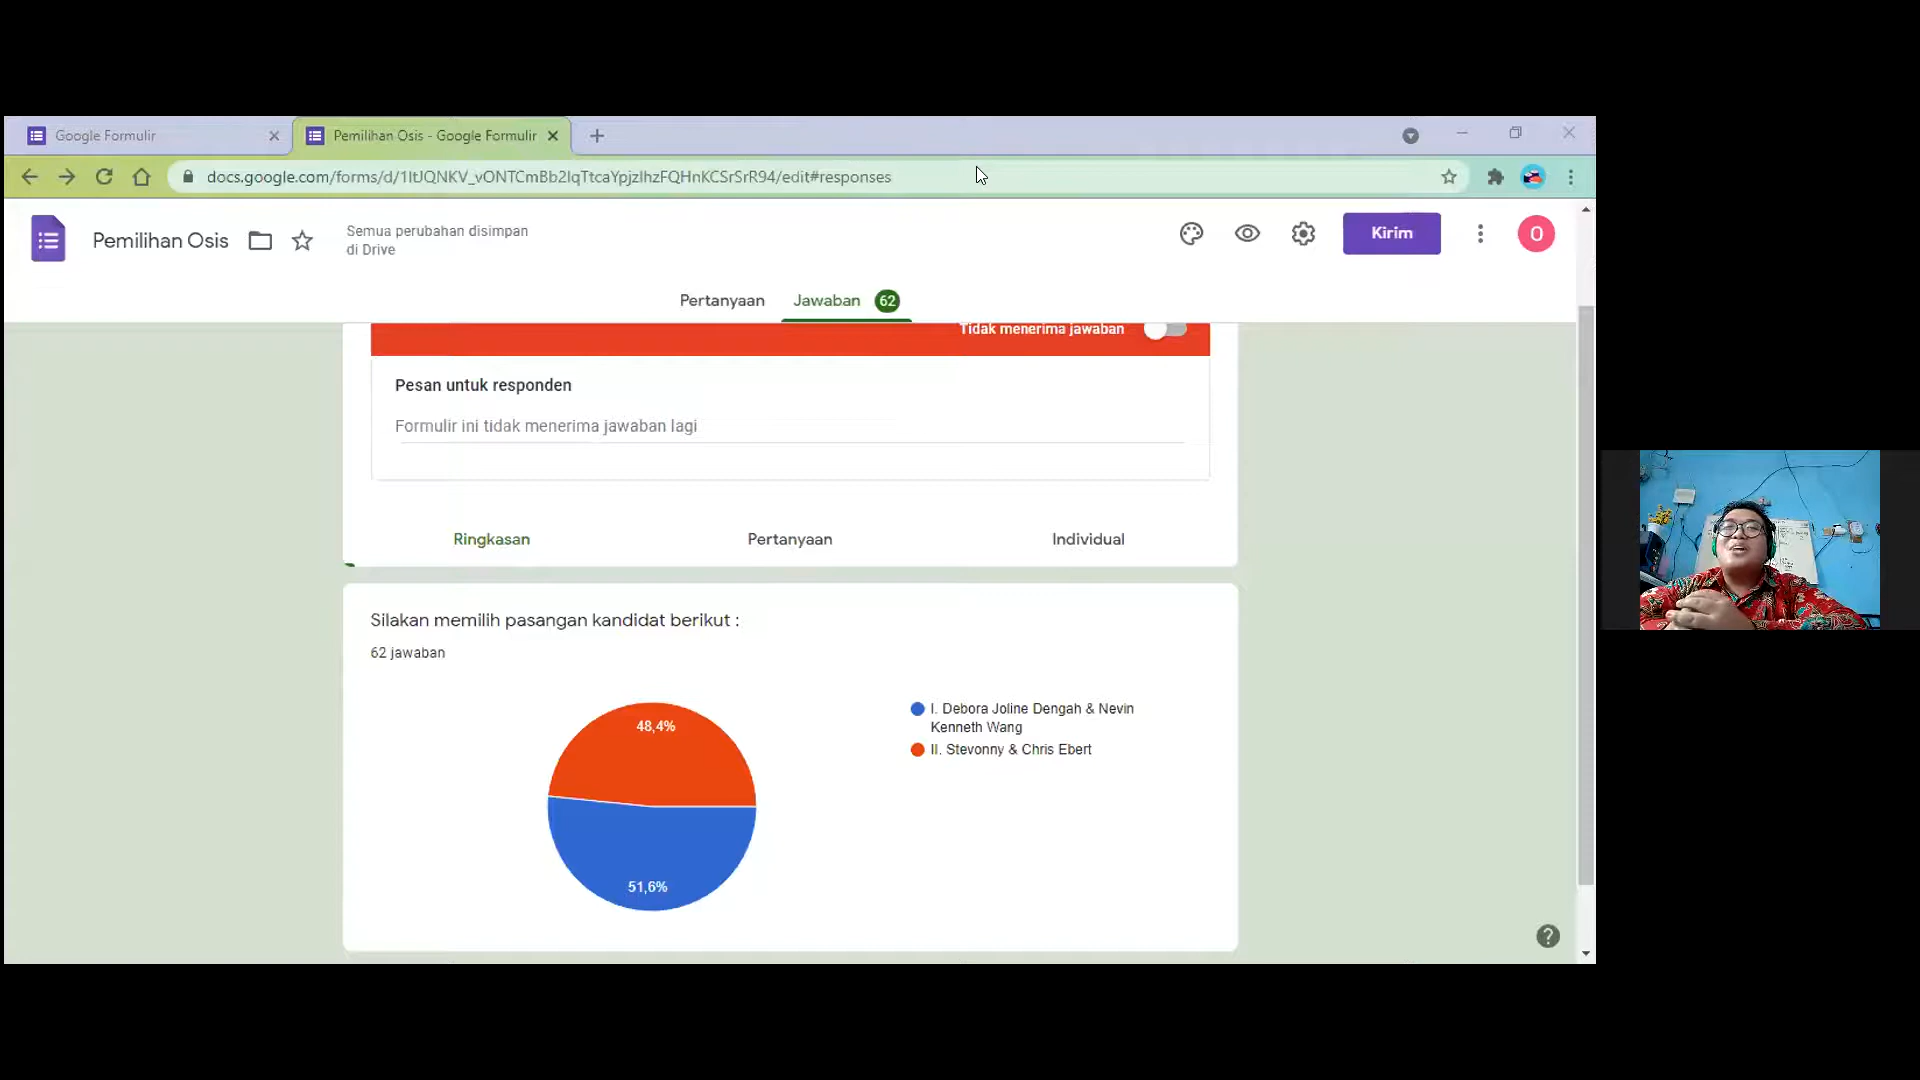 Google Formulir
Pemilihan Osis - Google Formulir
docs.google.com/forms/d/1ItJQNKV_vONTCmBb2lqTtcaYpjzlhzFQHnKCSrSrR94/edit#responses
Pemilihan Osis
Semua perubahan disimpan
di Drive
Kirim
O
Pertanyaan
Jawaban 62
Tidak menerima jawaban
Pesan untuk responden
Formulir ini tidak menerima jawaban lagi
Ringkasan
Pertanyaan
Individual
Silakan memilih pasangan kandidat berikut :
62 jawaban
48,4%
51,6%
I. Debora Joline Dengah & Nevin
Kenneth Wang
II. Stevonny & Chris Ebert